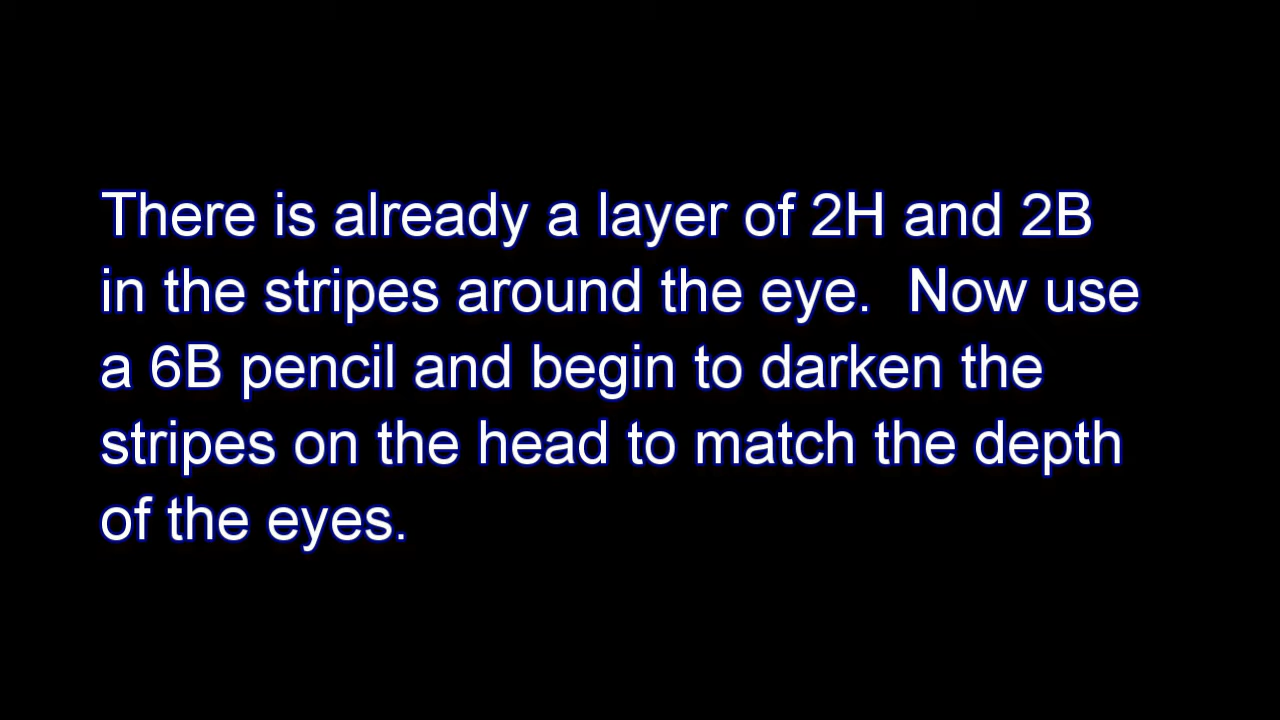 There is already a layer of 2H and 2B
in the stripes around the eye.  Now use
a 6B pencil and begin to darken the
stripes on the head to match the depth
of the eyes.